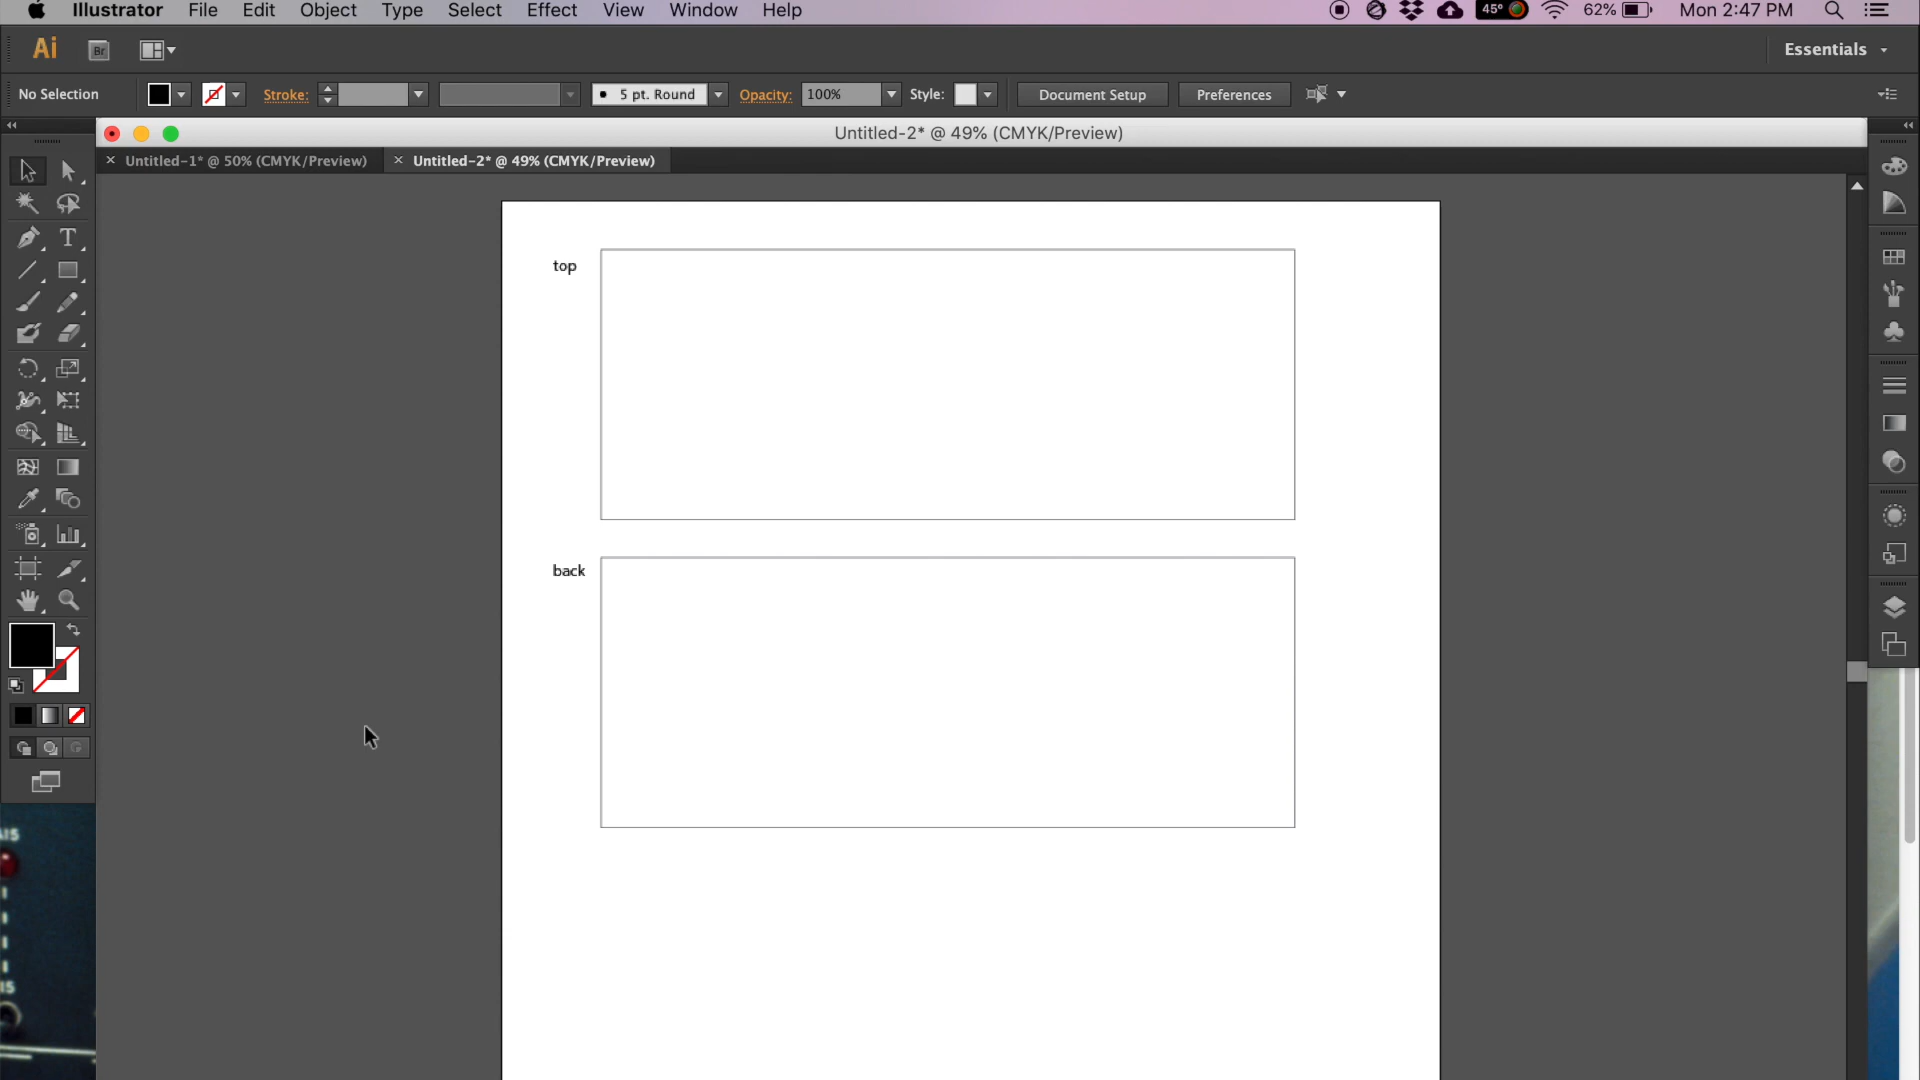 Illustrator File Edit Object Type Select Effect View Window Help 45° 62% Mon 2:47 PM
Ai Br Essentials
No Selection Stroke: 5 pt. Round Opacity: 100% Style: Document Setup Preferences
Untitled-2* @ 49% (CMYK/Preview)
× Untitled-1* @ 50% (CMYK/Preview) × Untitled-2* @ 49% (CMYK/Preview)
T
top
back